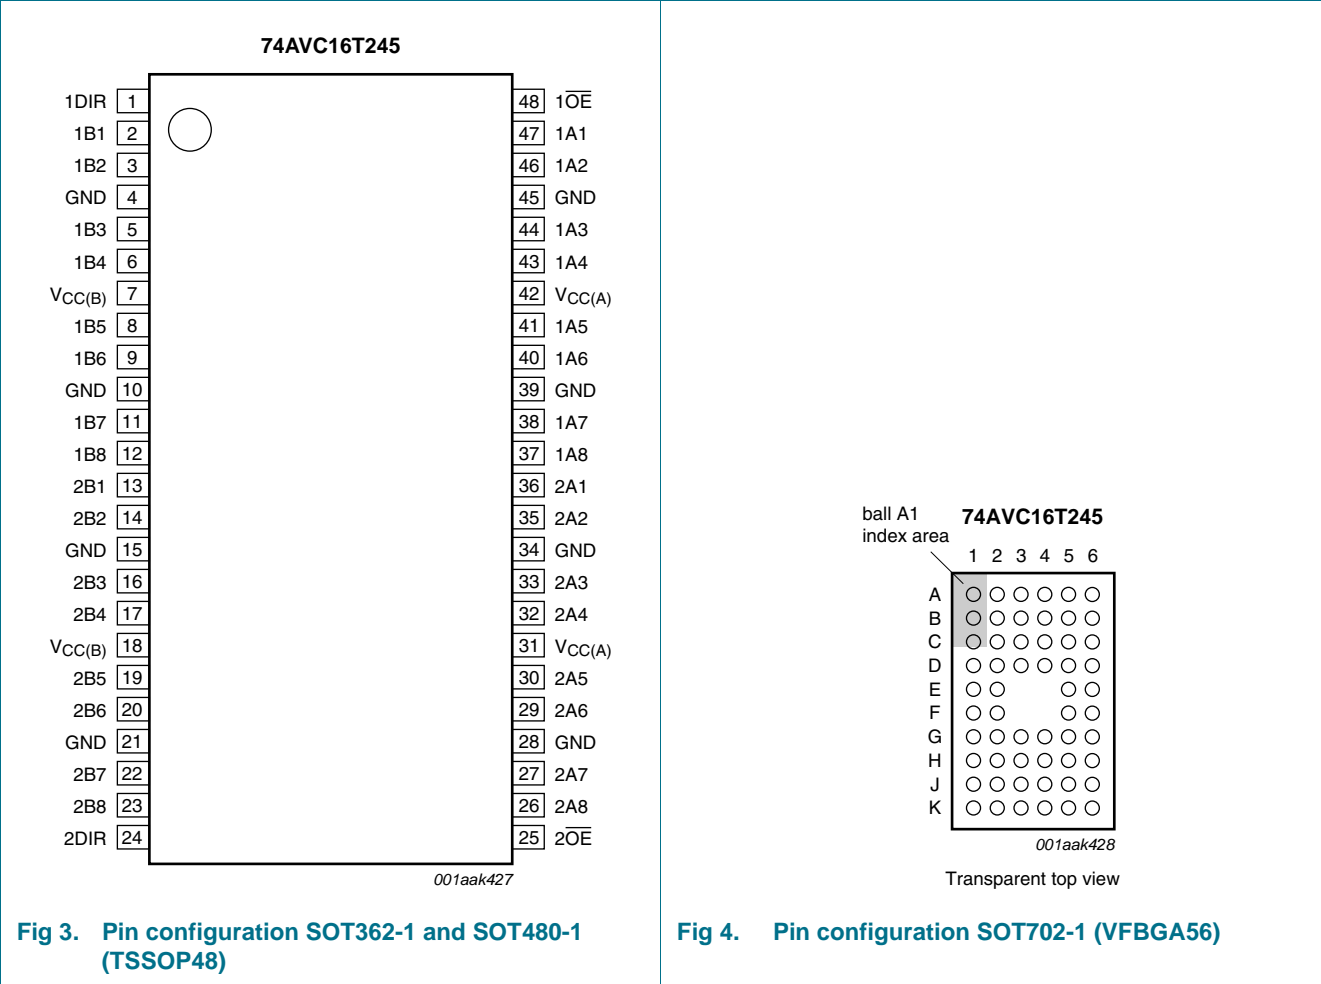 74AVC16T245
1DIR 1 48 1OE
1B1 2 47 1A1
1B2 3 46 1A2
GND 4 45 GND
1B3 5 44 1A3
1B4 6 43 1A4
VCC(B) 7 42 VCC(A)
1B5 8 41 1A5
1B6 9 40 1A6
GND 10 39 GND
1B7 11 38 1A7
1B8 12 37 1A8
2B1 13 36 2A1
2B2 14 35 2A2
GND 15 34 GND
2B3 16 33 2A3
2B4 17 32 2A4
VCC(B) 18 31 VCC(A)
2B5 19 30 2A5
2B6 20 29 2A6
GND 21 28 GND
2B7 22 27 2A7
2B8 23 26 2A8
2DIR 24 25 2OE
001aak427
Fig 3. Pin configuration SOT362-1 and SOT480-1
(TSSOP48)
ball A1
index area
74AVC16T245
1 2 3 4 5 6
A
B
C
D
E
F
G
H
J
K
001aak428
Transparent top view
Fig 4. Pin configuration SOT702-1 (VFBGA56)